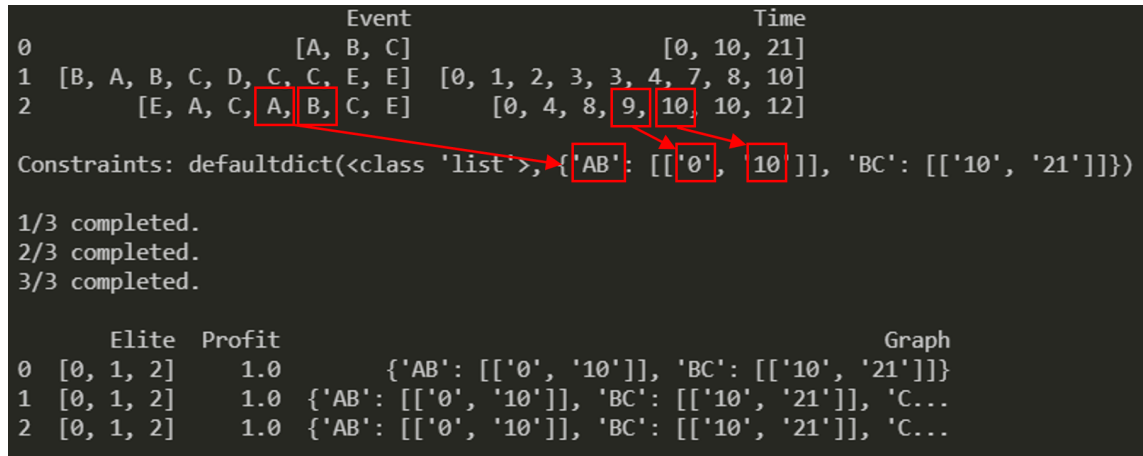 Event Time
0 [A, B, C] [0, 10, 21]
1 [B, A, B, C, D, C, C, E, E] [0, 1, 2, 3, 3, 4, 7, 8, 10]
2 [E, A, C, A, B, C, E] [0, 4, 8, 9, 10, 10, 12]
Constraints: defaultdict(<class 'list'>, {'AB': [['0', '10']], 'BC': [['10', '21']]})
1/3 completed.
2/3 completed.
3/3 completed.
Elite Profit Graph
0 [0, 1, 2] 1.0 {'AB': [['0', '10']], 'BC': [['10', '21']]}
1 [0, 1, 2] 1.0 {'AB': [['0', '10']], 'BC': [['10', '21']], 'C...
2 [0, 1, 2] 1.0 {'AB': [['0', '10']], 'BC': [['10', '21']], 'C...